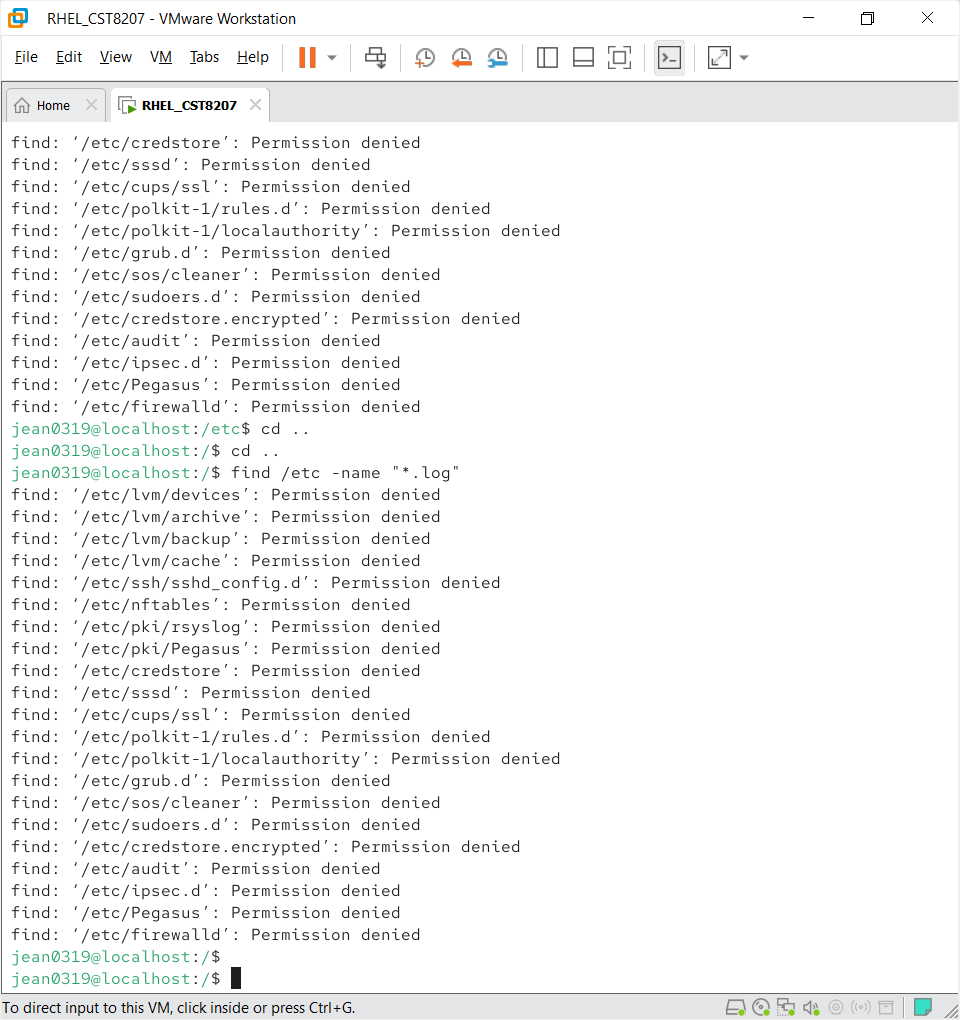 RHEL_CST8207 - VMware Workstation
File Edit View VM Tabs Help
Home RHEL_CST8207
find: ‘/etc/credstore’: Permission denied
find: ‘/etc/sssd’: Permission denied
find: ‘/etc/cups/ssl’: Permission denied
find: ‘/etc/polkit-1/rules.d’: Permission denied
find: ‘/etc/polkit-1/localauthority’: Permission denied
find: ‘/etc/grub.d’: Permission denied
find: ‘/etc/sos/cleaner’: Permission denied
find: ‘/etc/sudoers.d’: Permission denied
find: ‘/etc/credstore.encrypted’: Permission denied
find: ‘/etc/audit’: Permission denied
find: ‘/etc/ipsec.d’: Permission denied
find: ‘/etc/Pegasus’: Permission denied
find: ‘/etc/firewalld’: Permission denied
jean0319@localhost:/etc$ cd ..
jean0319@localhost:/$ cd ..
jean0319@localhost:/$ find /etc -name "*.log"
find: ‘/etc/lvm/devices’: Permission denied
find: ‘/etc/lvm/archive’: Permission denied
find: ‘/etc/lvm/backup’: Permission denied
find: ‘/etc/lvm/cache’: Permission denied
find: ‘/etc/ssh/sshd_config.d’: Permission denied
find: ‘/etc/nftables’: Permission denied
find: ‘/etc/pki/rsyslog’: Permission denied
find: ‘/etc/pki/Pegasus’: Permission denied
find: ‘/etc/credstore’: Permission denied
find: ‘/etc/sssd’: Permission denied
find: ‘/etc/cups/ssl’: Permission denied
find: ‘/etc/polkit-1/rules.d’: Permission denied
find: ‘/etc/polkit-1/localauthority’: Permission denied
find: ‘/etc/grub.d’: Permission denied
find: ‘/etc/sos/cleaner’: Permission denied
find: ‘/etc/sudoers.d’: Permission denied
find: ‘/etc/credstore.encrypted’: Permission denied
find: ‘/etc/audit’: Permission denied
find: ‘/etc/ipsec.d’: Permission denied
find: ‘/etc/Pegasus’: Permission denied
find: ‘/etc/firewalld’: Permission denied
jean0319@localhost:/$
jean0319@localhost:/$
To direct input to this VM, click inside or press Ctrl+G.